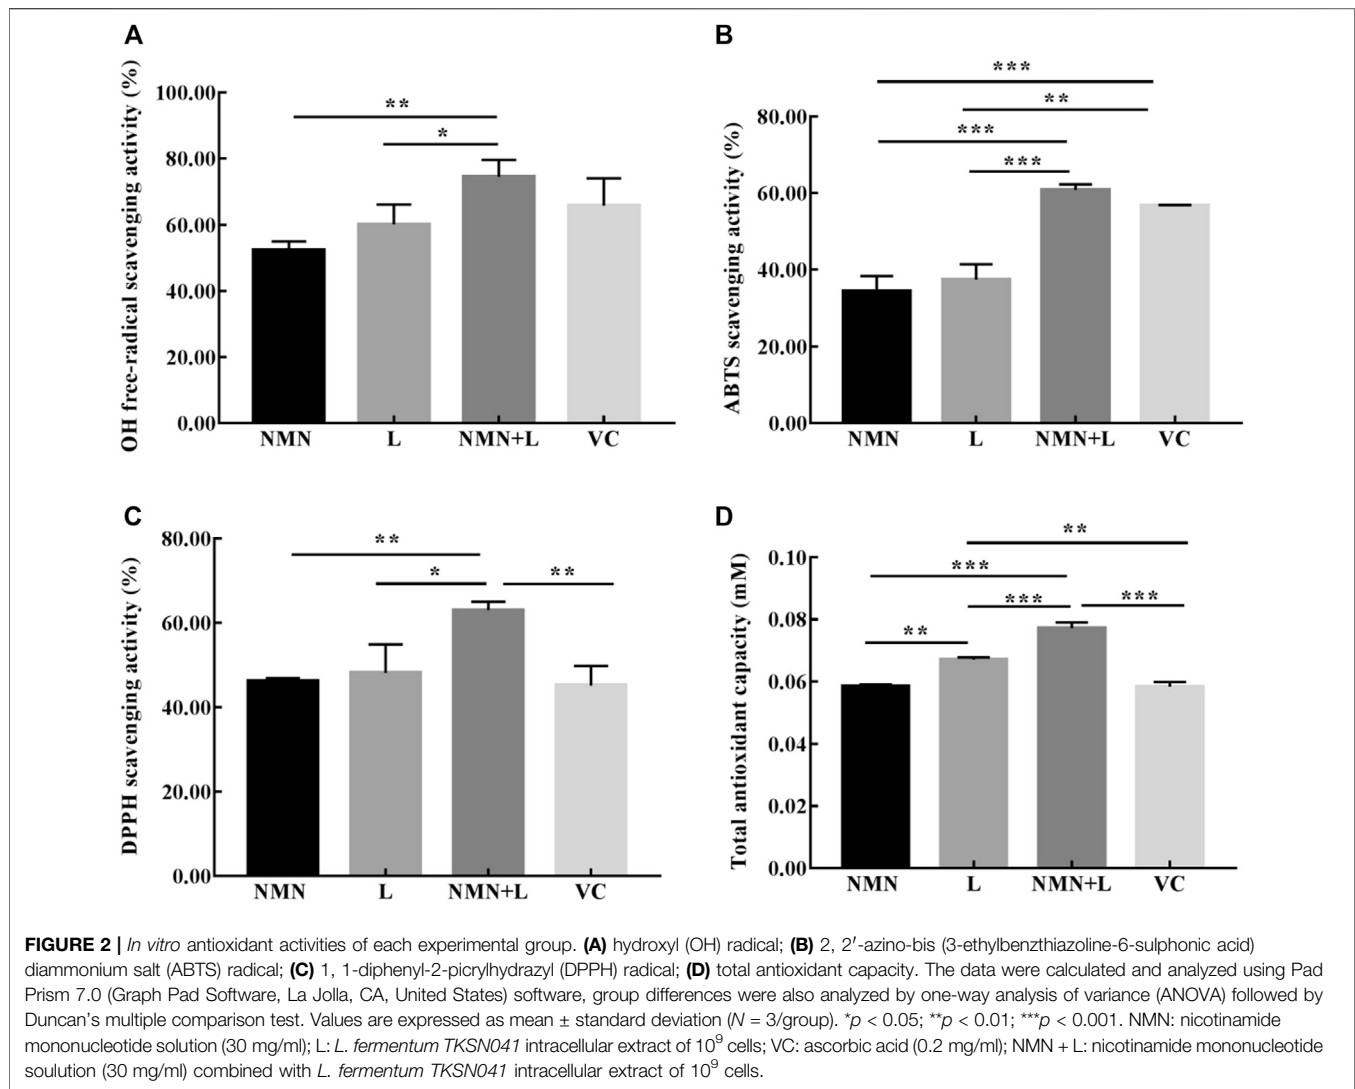 A
OH free-radical scavenging activity (%)
100.00
80.00
60.00
40.00
20.00
0.00
**
*
NMN L NMN+L VC
B
ABTS scavenging activity (%)
80.00
60.00
40.00
20.00
0.00
***
**
***
***
NMN L NMN+L VC
C
DPPH scavenging activity (%)
80.00
60.00
40.00
20.00
0.00
**
* **
NMN L NMN+L VC
D
Total antioxidant capacity (mM)
0.10
0.08
0.06
0.04
0.02
0.00
**
***
*** ***
**
NMN L NMN+L VC
FIGURE 2 | In vitro antioxidant activities of each experimental group. (A) hydroxyl (OH) radical; (B) 2, 2′-azino-bis (3-ethylbenzthiazoline-6-sulphonic acid)
diammonium salt (ABTS) radical; (C) 1, 1-diphenyl-2-picrylhydrazyl (DPPH) radical; (D) total antioxidant capacity. The data were calculated and analyzed using Pad
Prism 7.0 (Graph Pad Software, La Jolla, CA, United States) software, group differences were also analyzed by one-way analysis of variance (ANOVA) followed by
Duncan’s multiple comparison test. Values are expressed as mean ± standard deviation (N = 3/group). *p < 0.05; **p < 0.01; ***p < 0.001. NMN: nicotinamide
mononucleotide solution (30 mg/ml); L: L. fermentum TKSN041 intracellular extract of 10⁹ cells; VC: ascorbic acid (0.2 mg/ml); NMN + L: nicotinamide mononucleotide
soulution (30 mg/ml) combined with L. fermentum TKSN041 intracellular extract of 10⁹ cells.